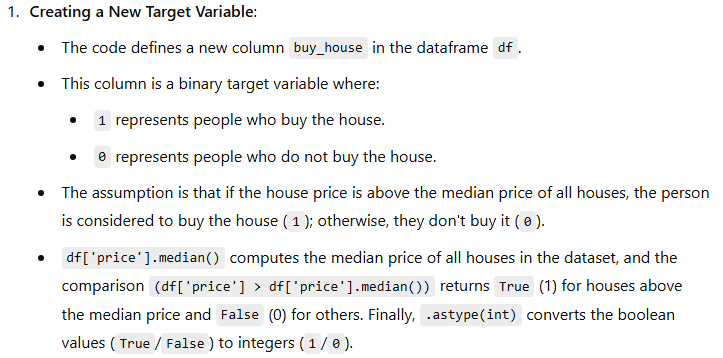 1. Creating a New Target Variable:
• The code defines a new column buy_house in the dataframe df .
• This column is a binary target variable where:
• 1 represents people who buy the house.
• 0 represents people who do not buy the house.
• The assumption is that if the house price is above the median price of all houses, the person
is considered to buy the house ( 1 ); otherwise, they don't buy it ( 0 ).
• df['price'].median() computes the median price of all houses in the dataset, and the
comparison (df['price'] > df['price'].median()) returns True (1) for houses above
the median price and False (0) for others. Finally, .astype(int) converts the boolean
values ( True / False ) to integers ( 1 / 0 ).